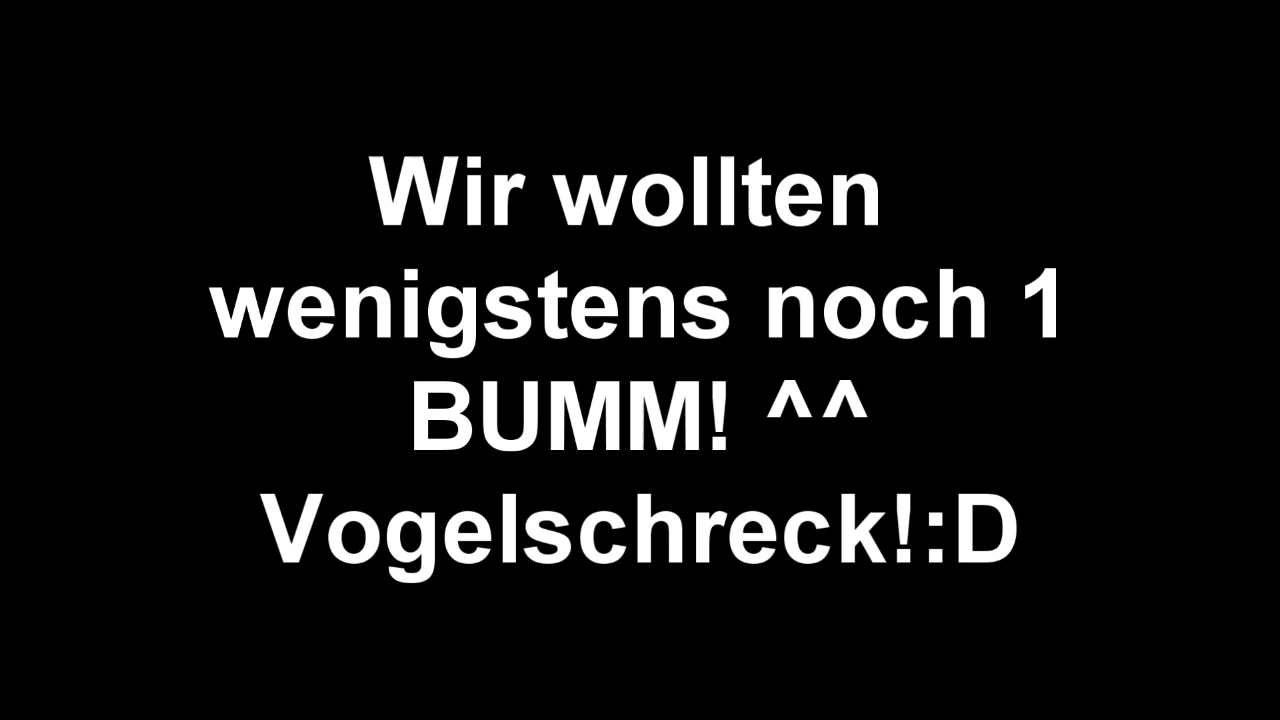 Wir wollten
wenigstens noch 1
BUMM! ^^
Vogelschreck!:D